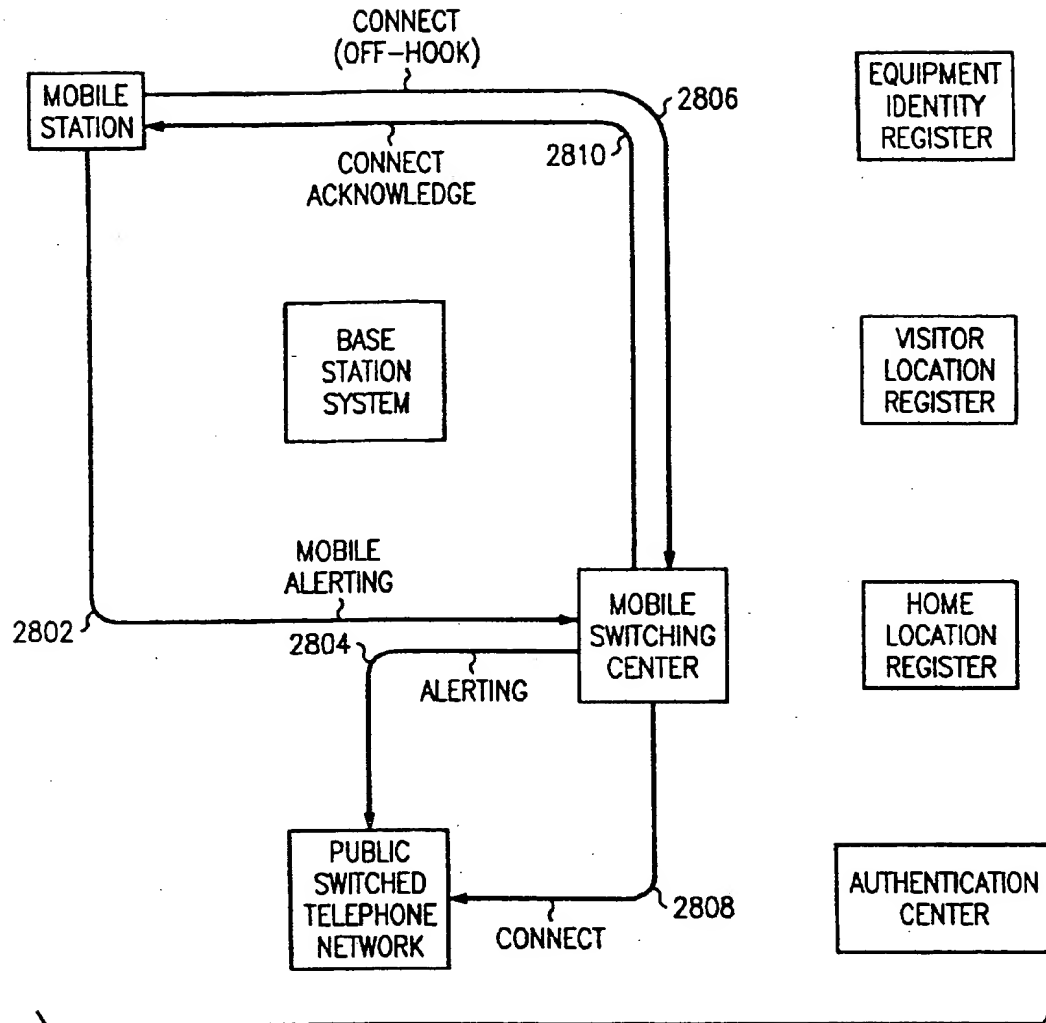 CONNECT
(OFF-HOOK)
MOBILE
STATION
2806
EQUIPMENT
IDENTITY
REGISTER
2810
CONNECT
ACKNOWLEDGE
BASE
STATION
SYSTEM
VISITOR
LOCATION
REGISTER
MOBILE
ALERTING
2802
2804
ALERTING
MOBILE
SWITCHING
CENTER
HOME
LOCATION
REGISTER
PUBLIC
SWITCHED
TELEPHONE
NETWORK
CONNECT
2808
AUTHENTICATION
CENTER